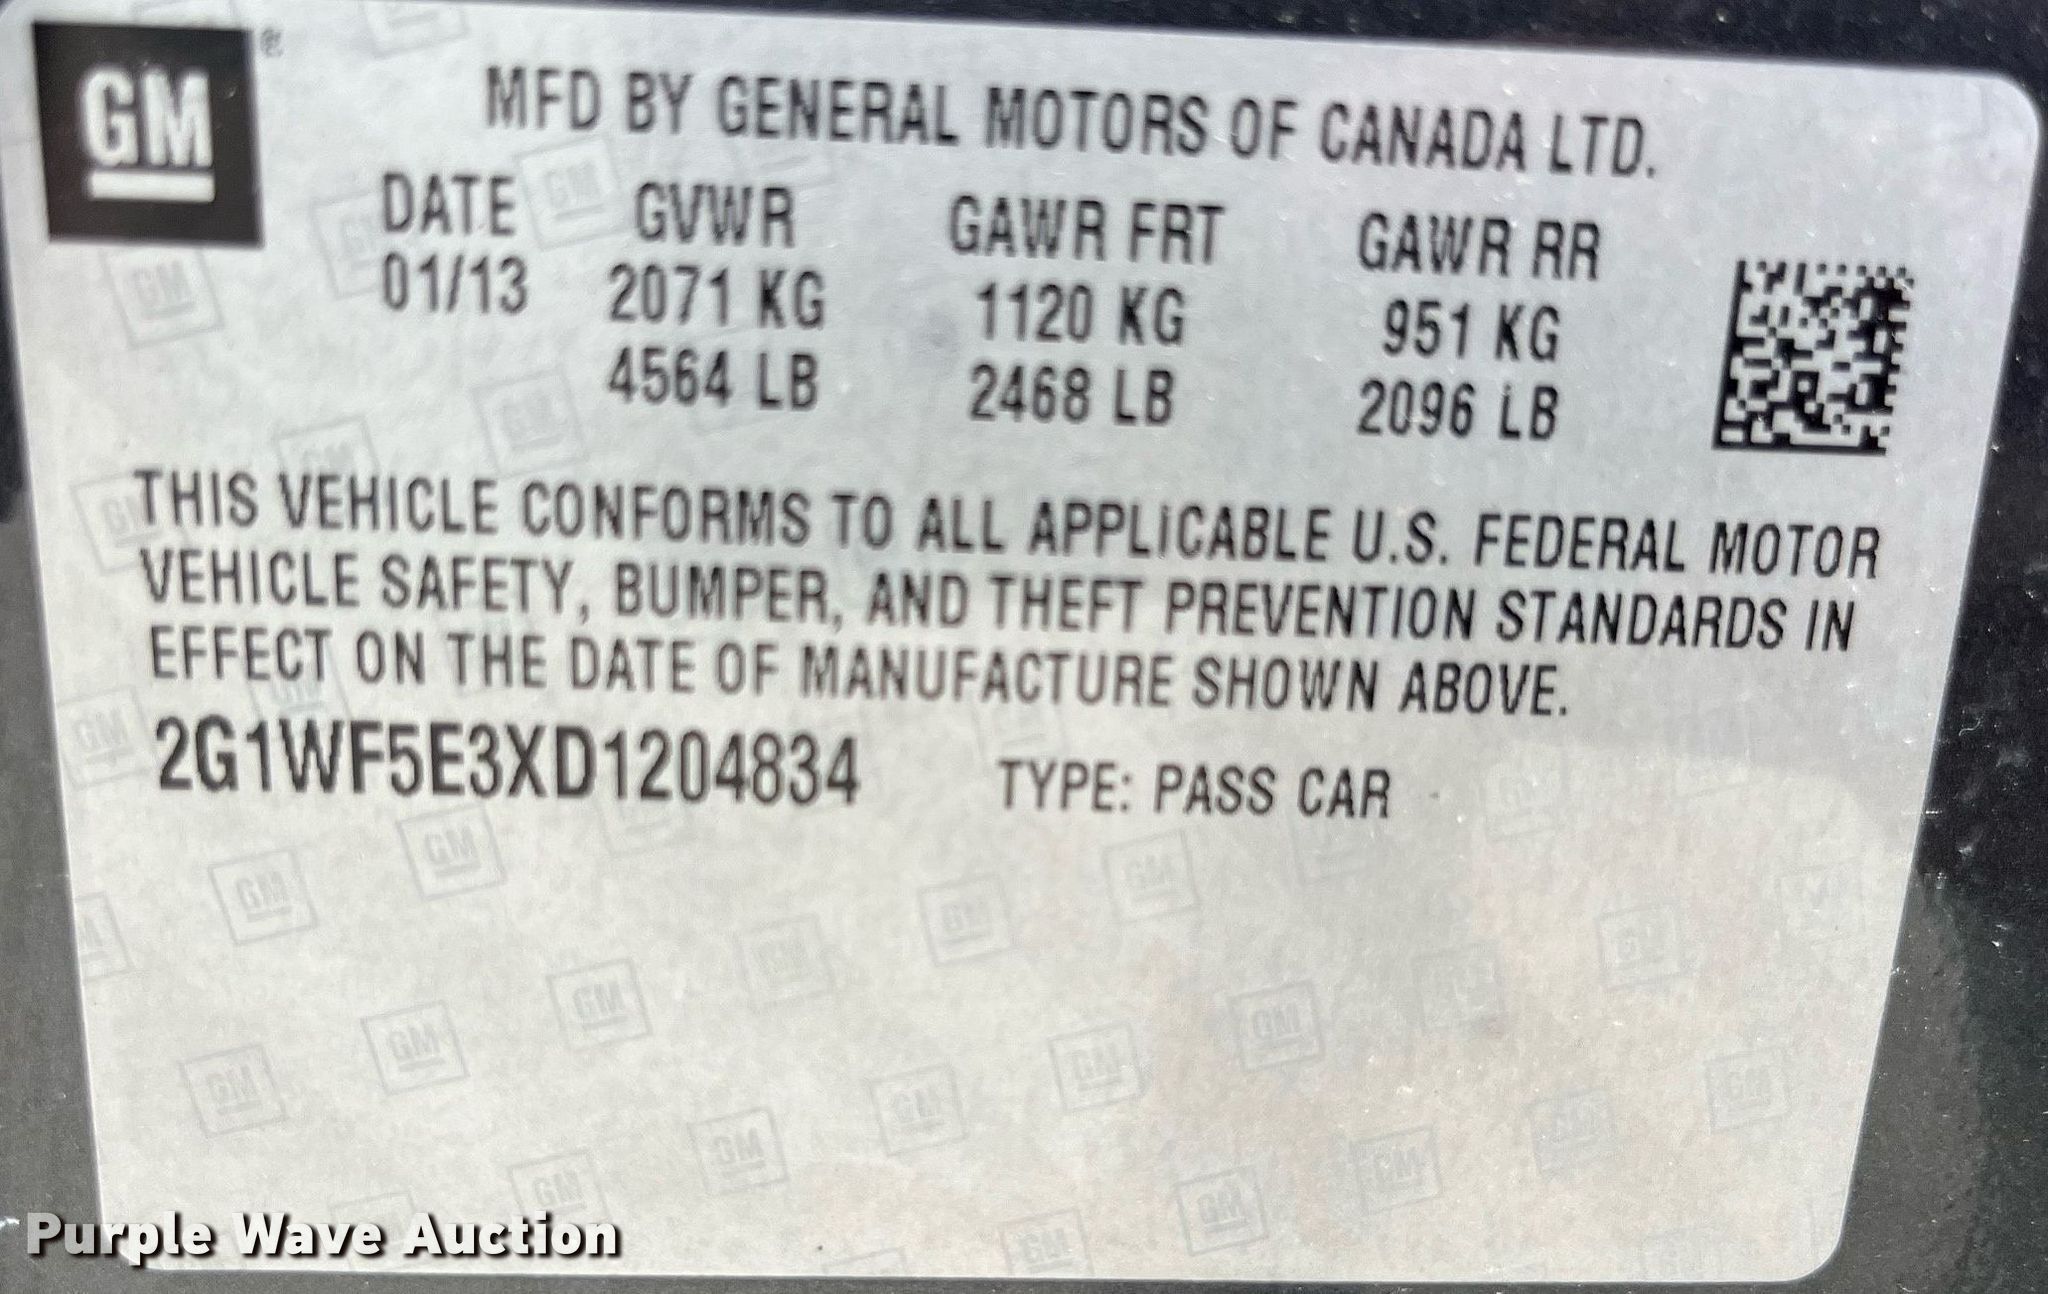 GM
MFD BY GENERAL MOTORS OF CANADA LTD.
DATE GVWR GAWR FRT GAWR RR
01/13 2071 KG 1120 KG 951 KG
4564 LB 2468 LB 2096 LB
THIS VEHICLE CONFORMS TO ALL APPLICABLE U.S. FEDERAL MOTOR
VEHICLE SAFETY, BUMPER, AND THEFT PREVENTION STANDARDS IN
EFFECT ON THE DATE OF MANUFACTURE SHOWN ABOVE.
2G1WF5E3XD1204834 TYPE: PASS CAR
Purple Wave Auction